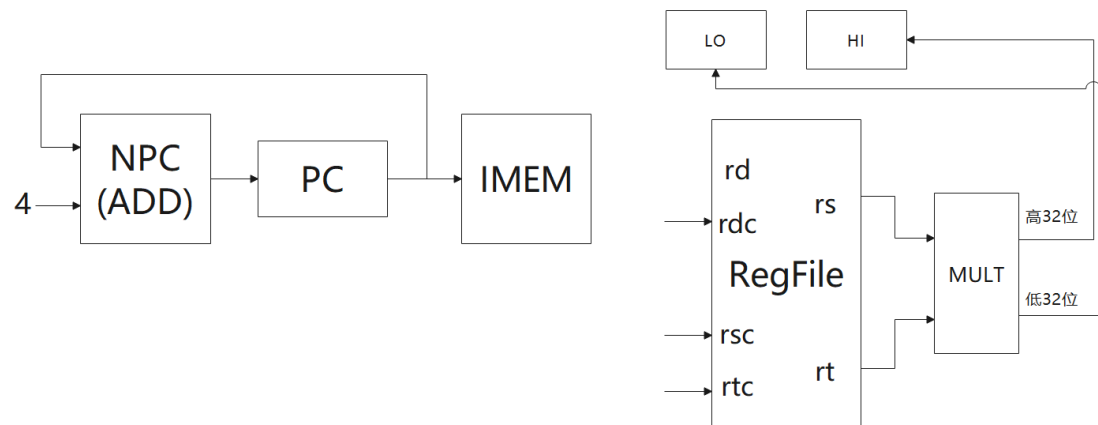 NPC
(ADD)
4
PC
IMEM
LO
HI
rd
rs
rdc
RegFile
rsc
rt
rtc
MULT
高32位
低32位